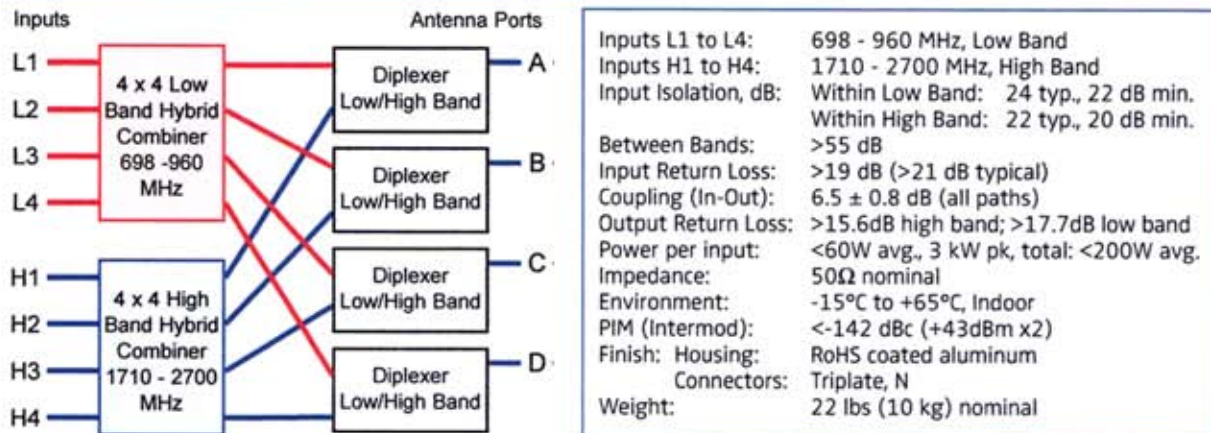 Inputs
Antenna Ports
L1
L2
L3
L4
4 x 4 Low
Band Hybrid
Combiner
698 -960
MHz
H1
H2
H3
H4
4 x 4 High
Band Hybrid
Combiner
1710 - 2700
MHz
Diplexer
Low/High Band
A
Diplexer
Low/High Band
B
Diplexer
Low/High Band
C
Diplexer
Low/High Band
D
Inputs L1 to L4: 698 - 960 MHz, Low Band
Inputs H1 to H4: 1710 - 2700 MHz, High Band
Input Isolation, dB: Within Low Band: 24 typ., 22 dB min.
Within High Band: 22 typ., 20 dB min.
Between Bands: >55 dB
Input Return Loss: >19 dB (>21 dB typical)
Coupling (In-Out): 6.5 ± 0.8 dB (all paths)
Output Return Loss: >15.6dB high band; >17.7dB low band
Power per input: <60W avg., 3 kW pk, total: <200W avg.
Impedance: 50Ω nominal
Environment: -15ºC to +65ºC, Indoor
PIM (Intermod): <-142 dBc (+43dBm x2)
Finish: Housing: RoHS coated aluminum
Connectors: Triplate, N
Weight: 22 lbs (10 kg) nominal